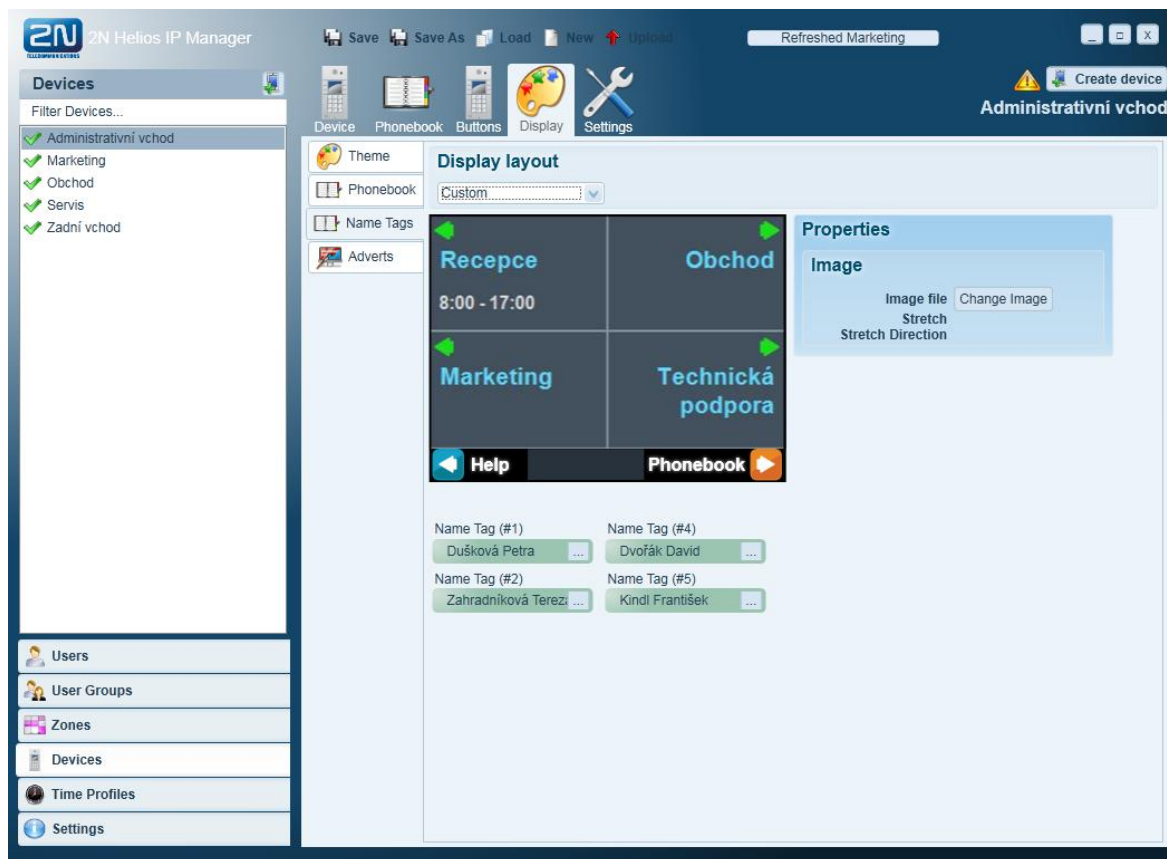 2N
TELECOMMUNICATIONS
2N Helios IP Manager
Save Save As Load New Upload
Refreshed Marketing
Devices
Filter Devices...
Administrativní vchod
Marketing
Obchod
Servis
Zadní vchod
Users
User Groups
Zones
Devices
Time Profiles
Settings
Device Phonebook Buttons Display Settings
Create device
Administrativní vchod
Theme
Phonebook
Name Tags
Adverts
Display layout
Custom
Recepce
8:00 - 17:00
Obchod
Marketing
Technická
podpora
Help
Phonebook
Properties
Image
Image file Change Image
Stretch
Stretch Direction
Name Tag (#1) Name Tag (#4)
Dušková Petra ... Dvořák David ...
Name Tag (#2) Name Tag (#5)
Zahradníková Tereza ... Kindl František ...